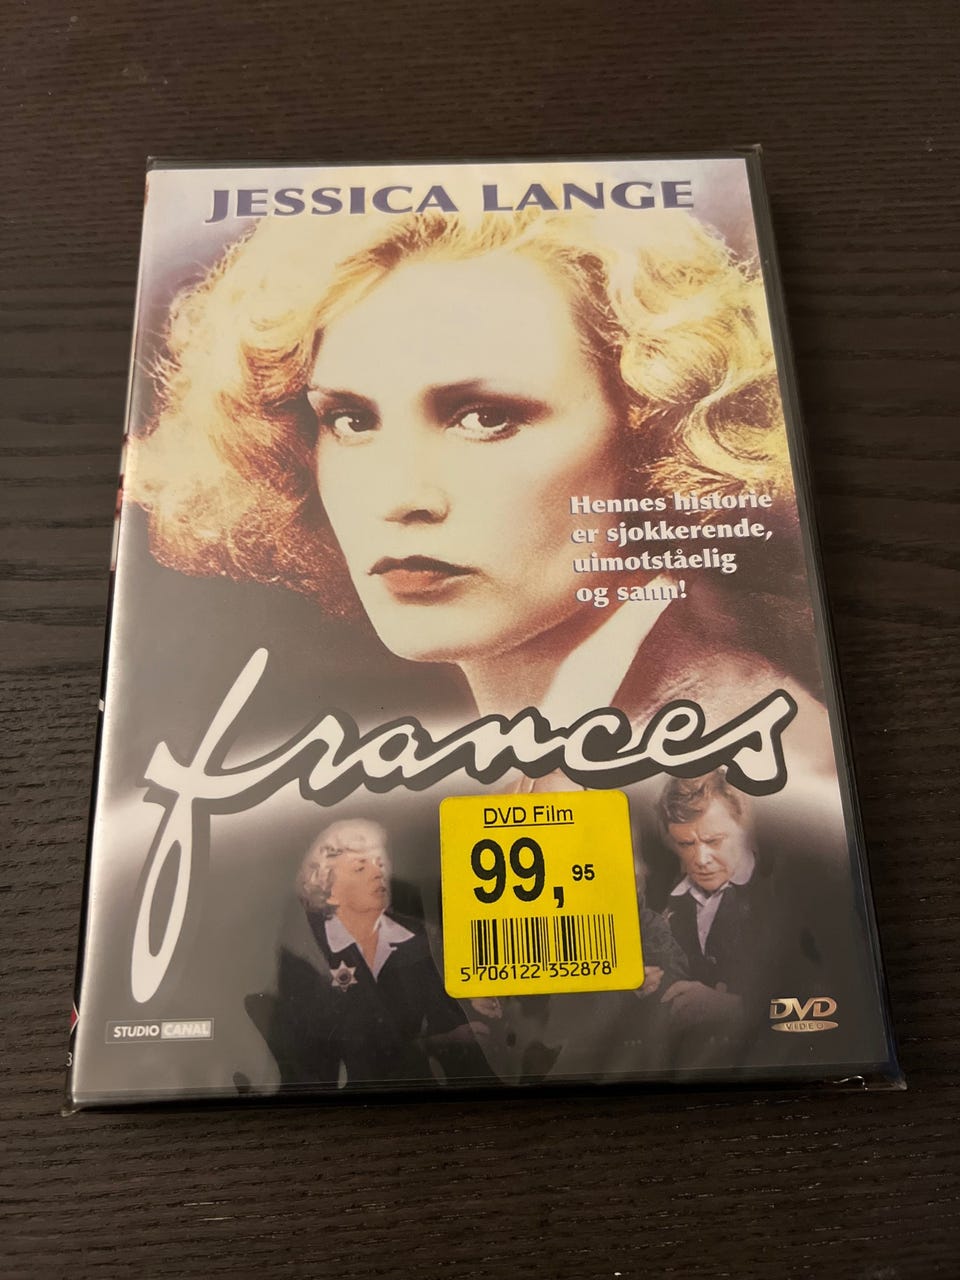 JESSICA LANGE
Hennes historie
er sjokkerende,
uimotståelig
og sann!
frances
DVD Film
99,95
5 706122 352878
STUDIO CANAL
DVD
VIDEO
3